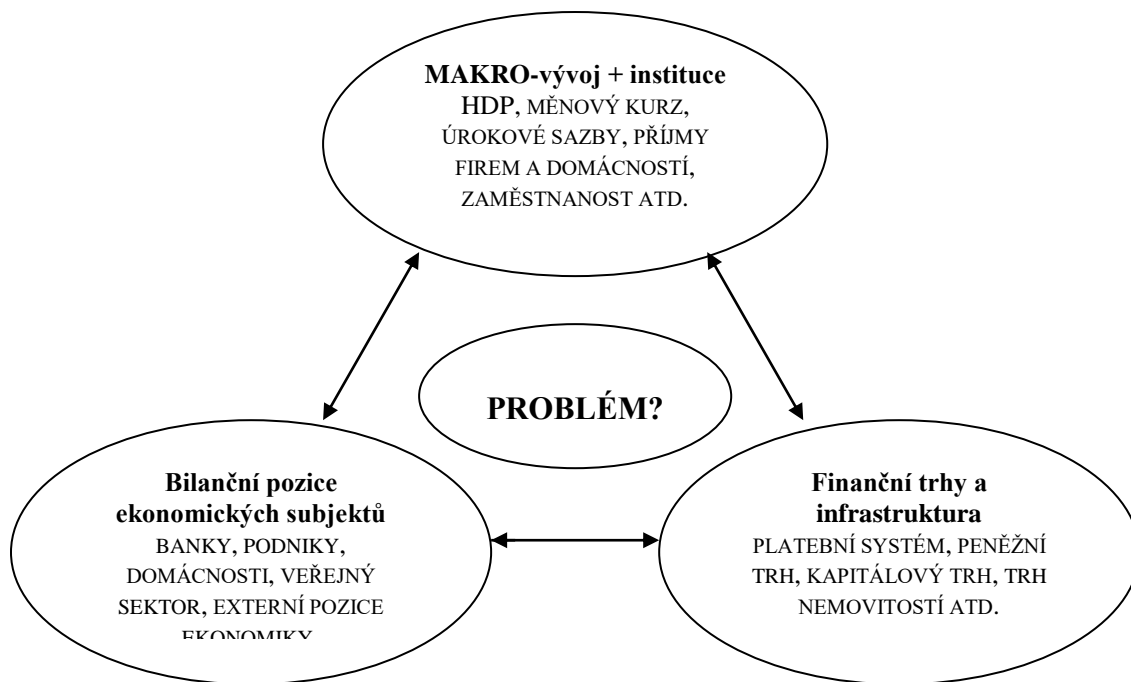 MAKRO-vývoj + instituce
HDP, MĚNOVÝ KURZ,
ÚROKOVÉ SAZBY, PŘÍJMY
FIREM A DOMÁCNOSTÍ,
ZAMĚSTNANOST ATD.
PROBLÉM?
Bilanční pozice
ekonomických subjektů
BANKY, PODNIKY,
DOMÁCNOSTI, VEŘEJNÝ
SEKTOR, EXTERNÍ POZICE
EKONOMIKY
Finanční trhy a
infrastruktura
PLATEBNÍ SYSTÉM, PENĚŽNÍ
TRH, KAPITÁLOVÝ TRH, TRH
NEMOVITOSTÍ ATD.